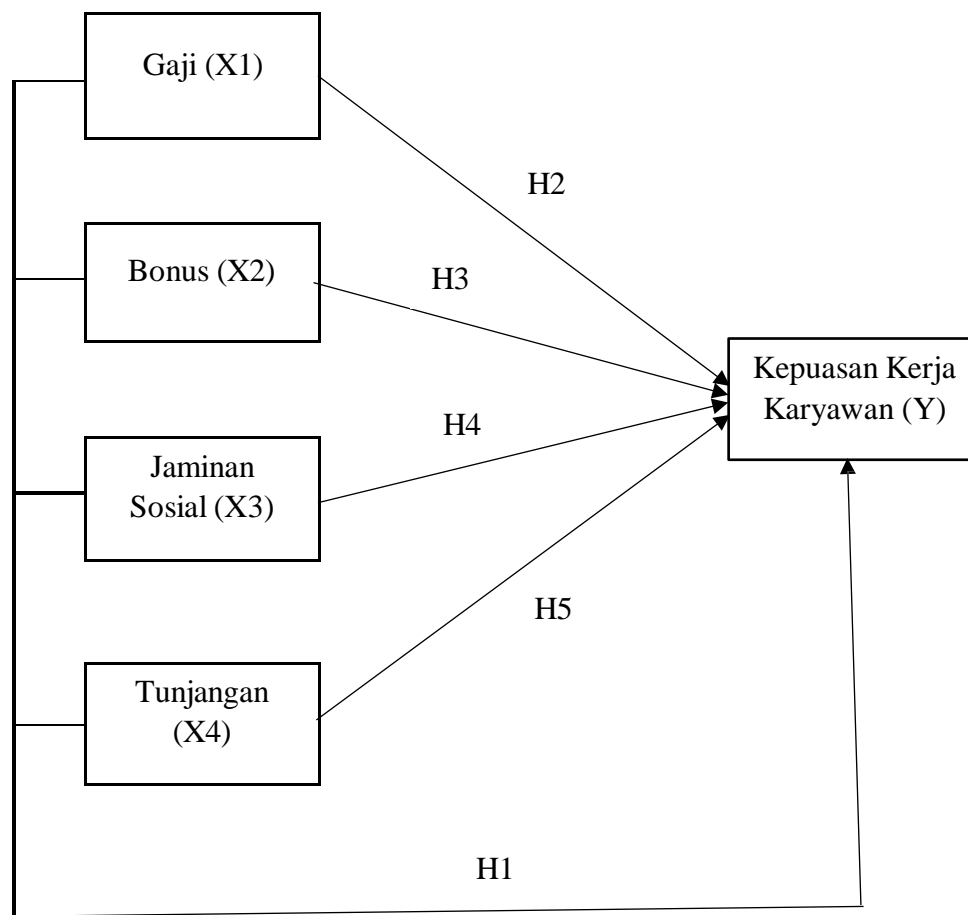 Gaji (X1)
H2
Bonus (X2)
H3
Kepuasan Kerja
Karyawan (Y)
H4
Jaminan
Sosial (X3)
H5
Tunjangan
(X4)
H1